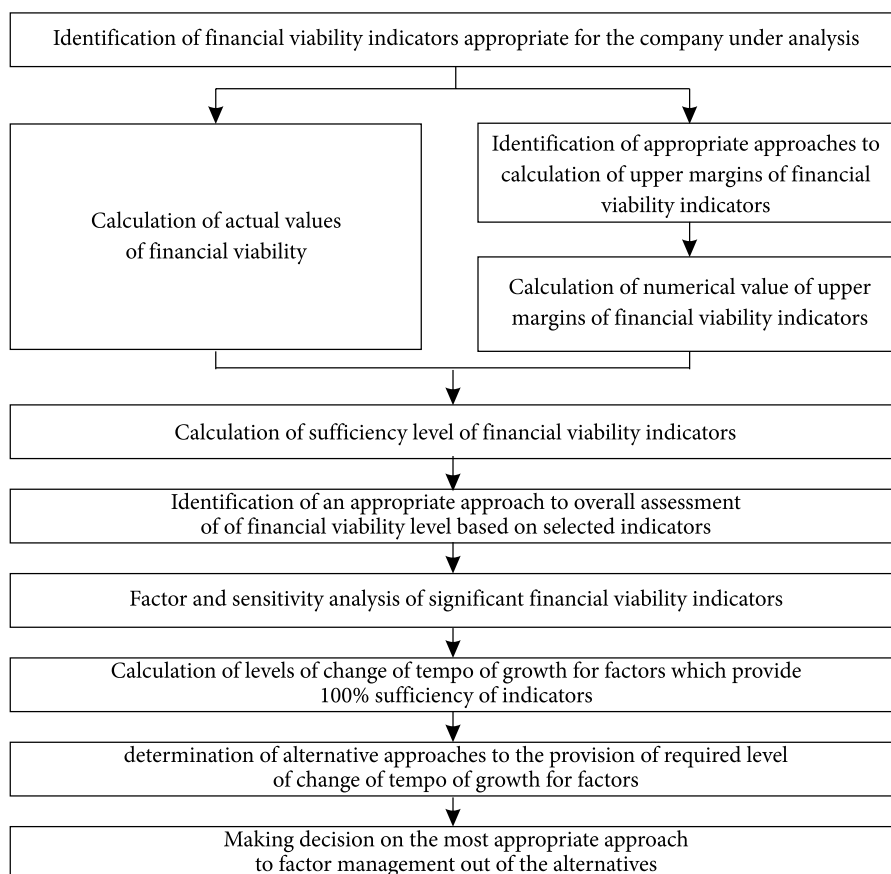 Identification of financial viability indicators appropriate for the company under analysis
Calculation of actual values
of financial viability
Identification of appropriate approaches to
calculation of upper margins of financial
viability indicators
Calculation of numerical value of upper
margins of financial viability indicators
Calculation of sufficiency level of financial viability indicators
Identification of an appropriate approach to overall assessment
of of financial viability level based on selected indicators
Factor and sensitivity analysis of significant financial viability indicators
Calculation of levels of change of tempo of growth for factors which provide
100% sufficiency of indicators
determination of alternative approaches to the provision of required level
of change of tempo of growth for factors
Making decision on the most appropriate approach
to factor management out of the alternatives